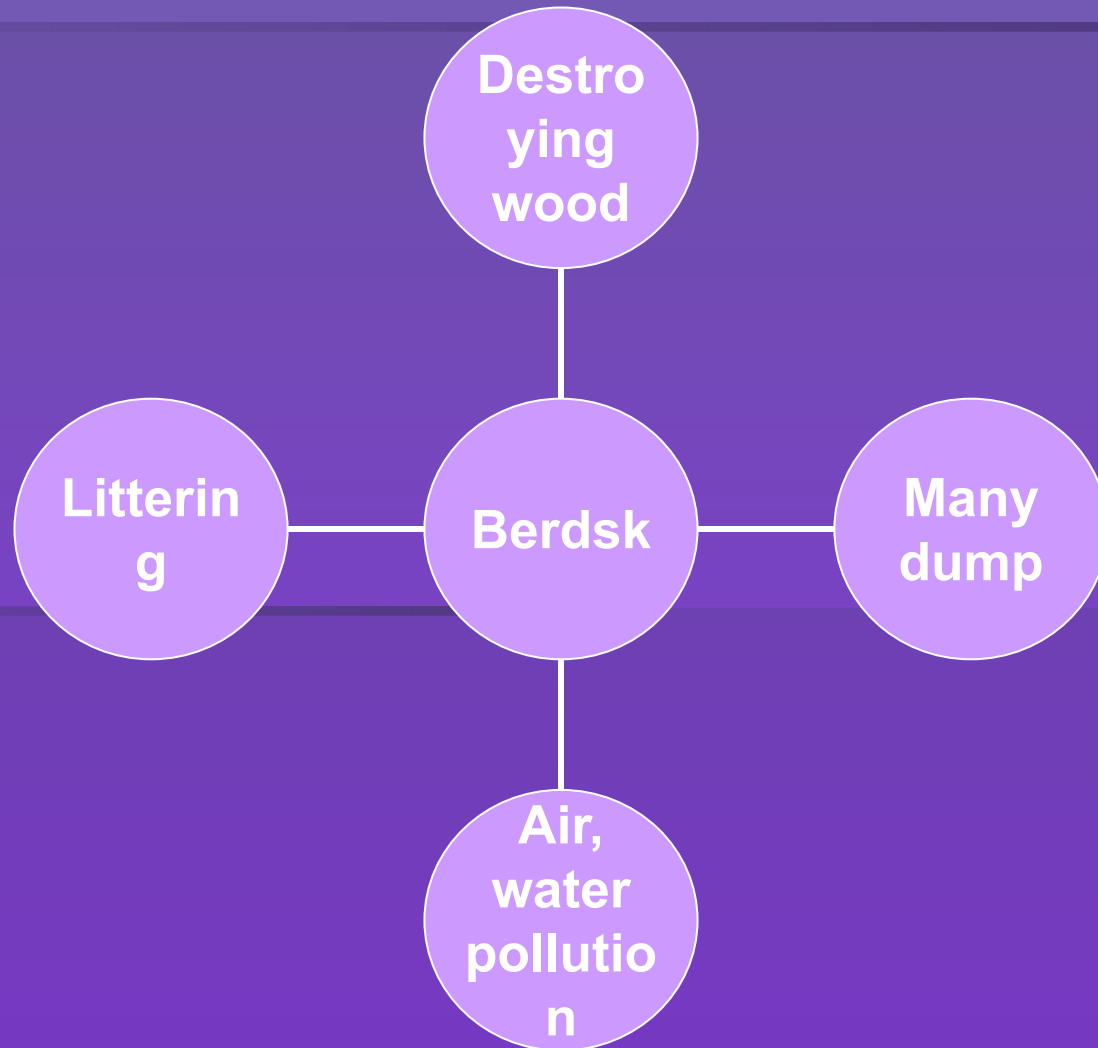 Destro
ying
wood
Litterin
g
Berdsk
Many
dump
Air,
water
pollutio
n